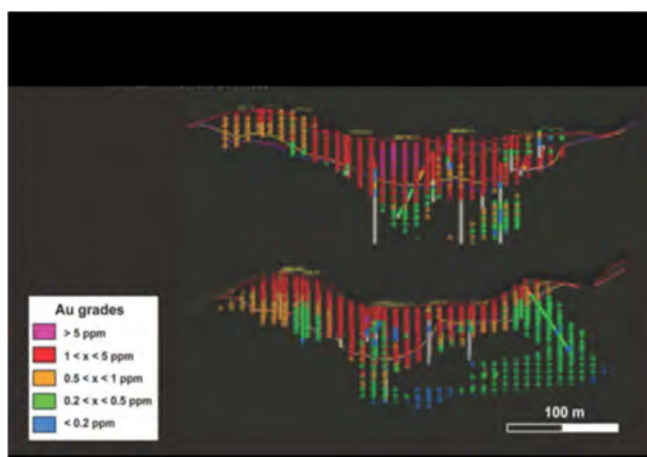 Au grades
> 5 ppm
1 < x < 5 ppm
0.5 < x < 1 ppm
0.2 < x < 0.5 ppm
< 0.2 ppm
100 m